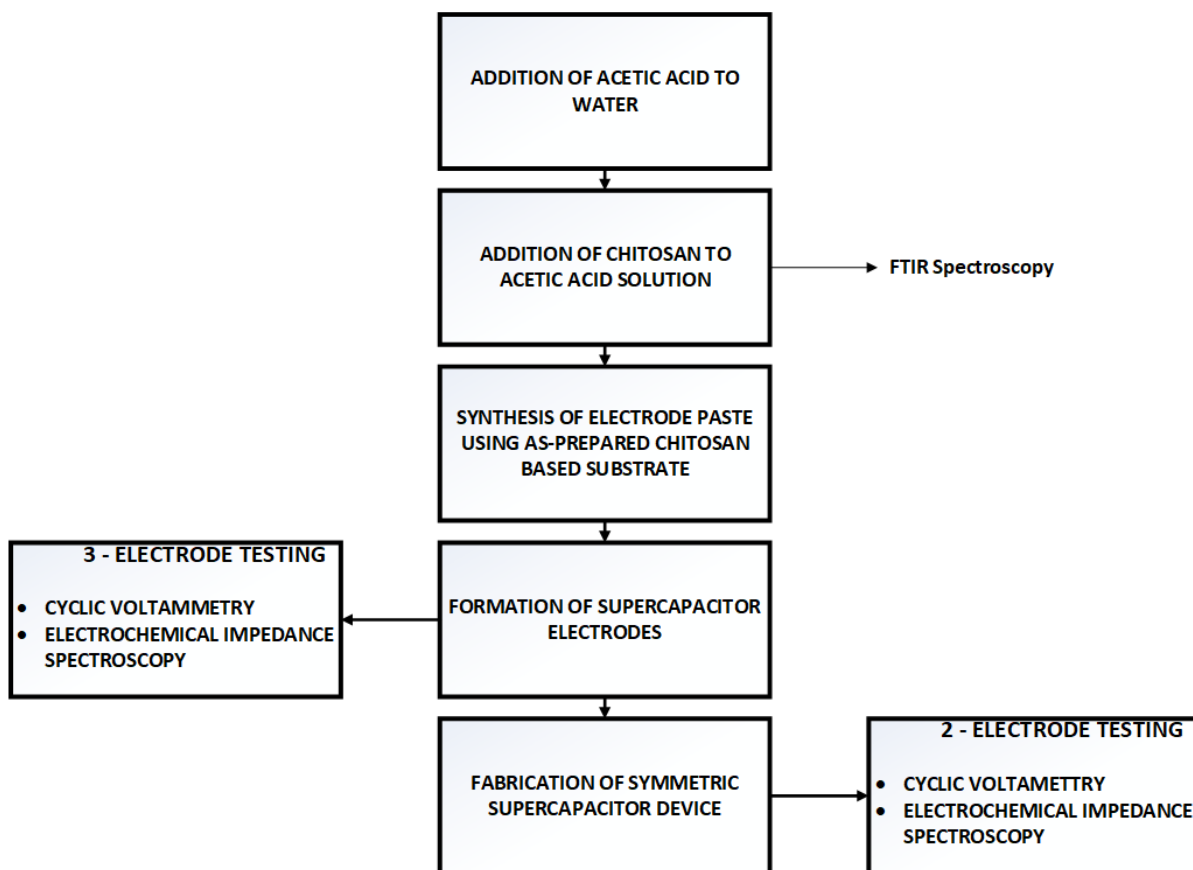 ADDITION OF ACETIC ACID TO
WATER
ADDITION OF CHITOSAN TO
ACETIC ACID SOLUTION
FTIR Spectroscopy
SYNTHESIS OF ELECTRODE PASTE
USING AS-PREPARED CHITOSAN
BASED SUBSTRATE
3 - ELECTRODE TESTING
• CYCLIC VOLTAMMETRY
• ELECTROCHEMICAL IMPEDANCE
SPECTROSCOPY
FORMATION OF SUPERCAPACITOR
ELECTRODES
FABRICATION OF SYMMETRIC
SUPERCAPACITOR DEVICE
2 - ELECTRODE TESTING
• CYCLIC VOLTAMETTRY
• ELECTROCHEMICAL IMPEDANCE
SPECTROSCOPY